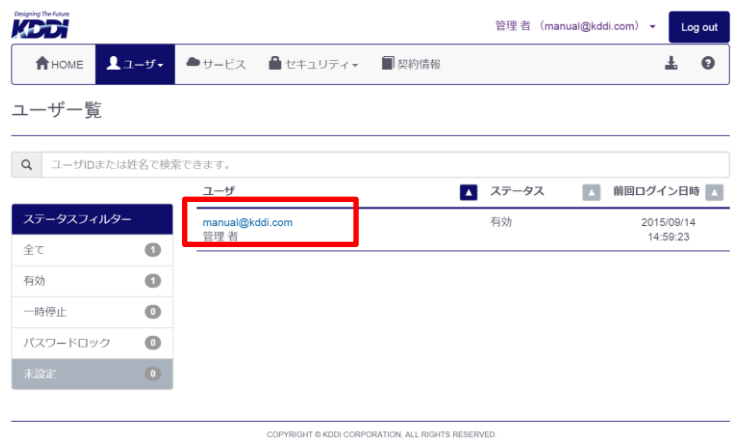 Designing The Future
KDDI
管理 者 （manual@kddi.com）
Log out
HOME
ユーザ
サービス
セキュリティ
契約情報
ユーザ一覧
ユーザIDまたは姓名で検索できます。
ユーザ
ステータス
前回ログイン日時
ステータスフィルター
全て 1
有効 1
一時停止 0
パスワードロック 0
未設定 0
manual@kddi.com
管理 者
有効
2015/09/14
14:59:23
COPYRIGHT © KDDI CORPORATION, ALL RIGHTS RESERVED.